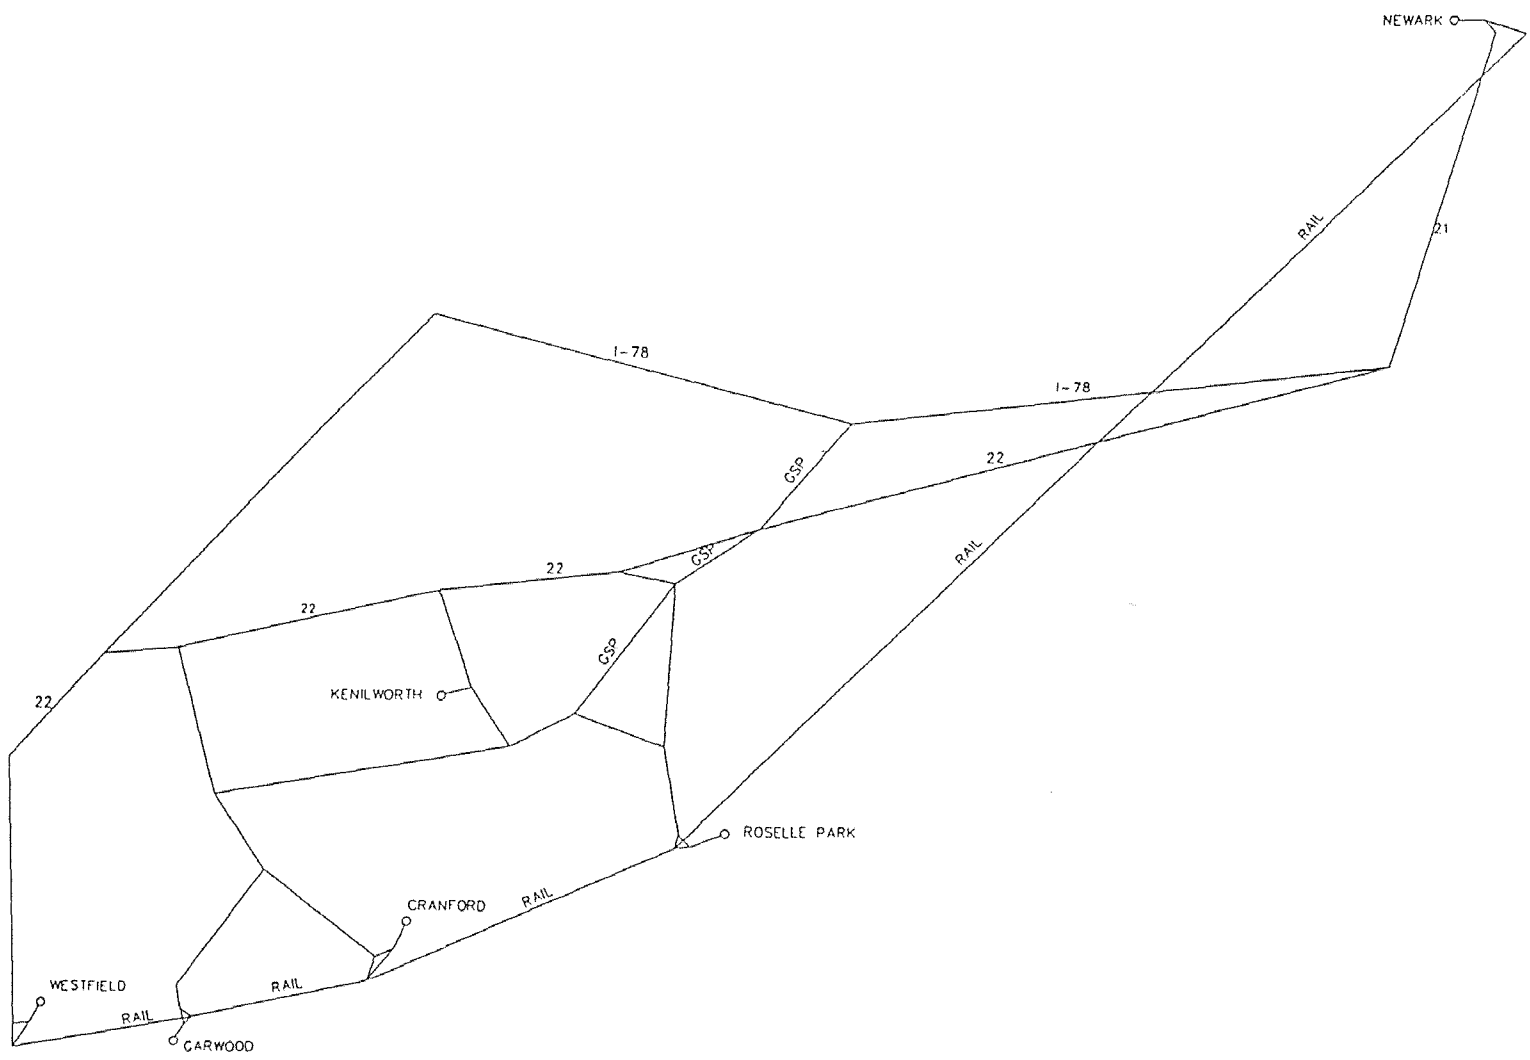 NEWARK
RAIL
21
I-78
I-78
22
GSP
GSP
RAIL
22
22
GSP
KENILWORTH
22
ROSELLE PARK
RAIL
CRANFORD
WESTFIELD
RAIL
RAIL
GARWOOD